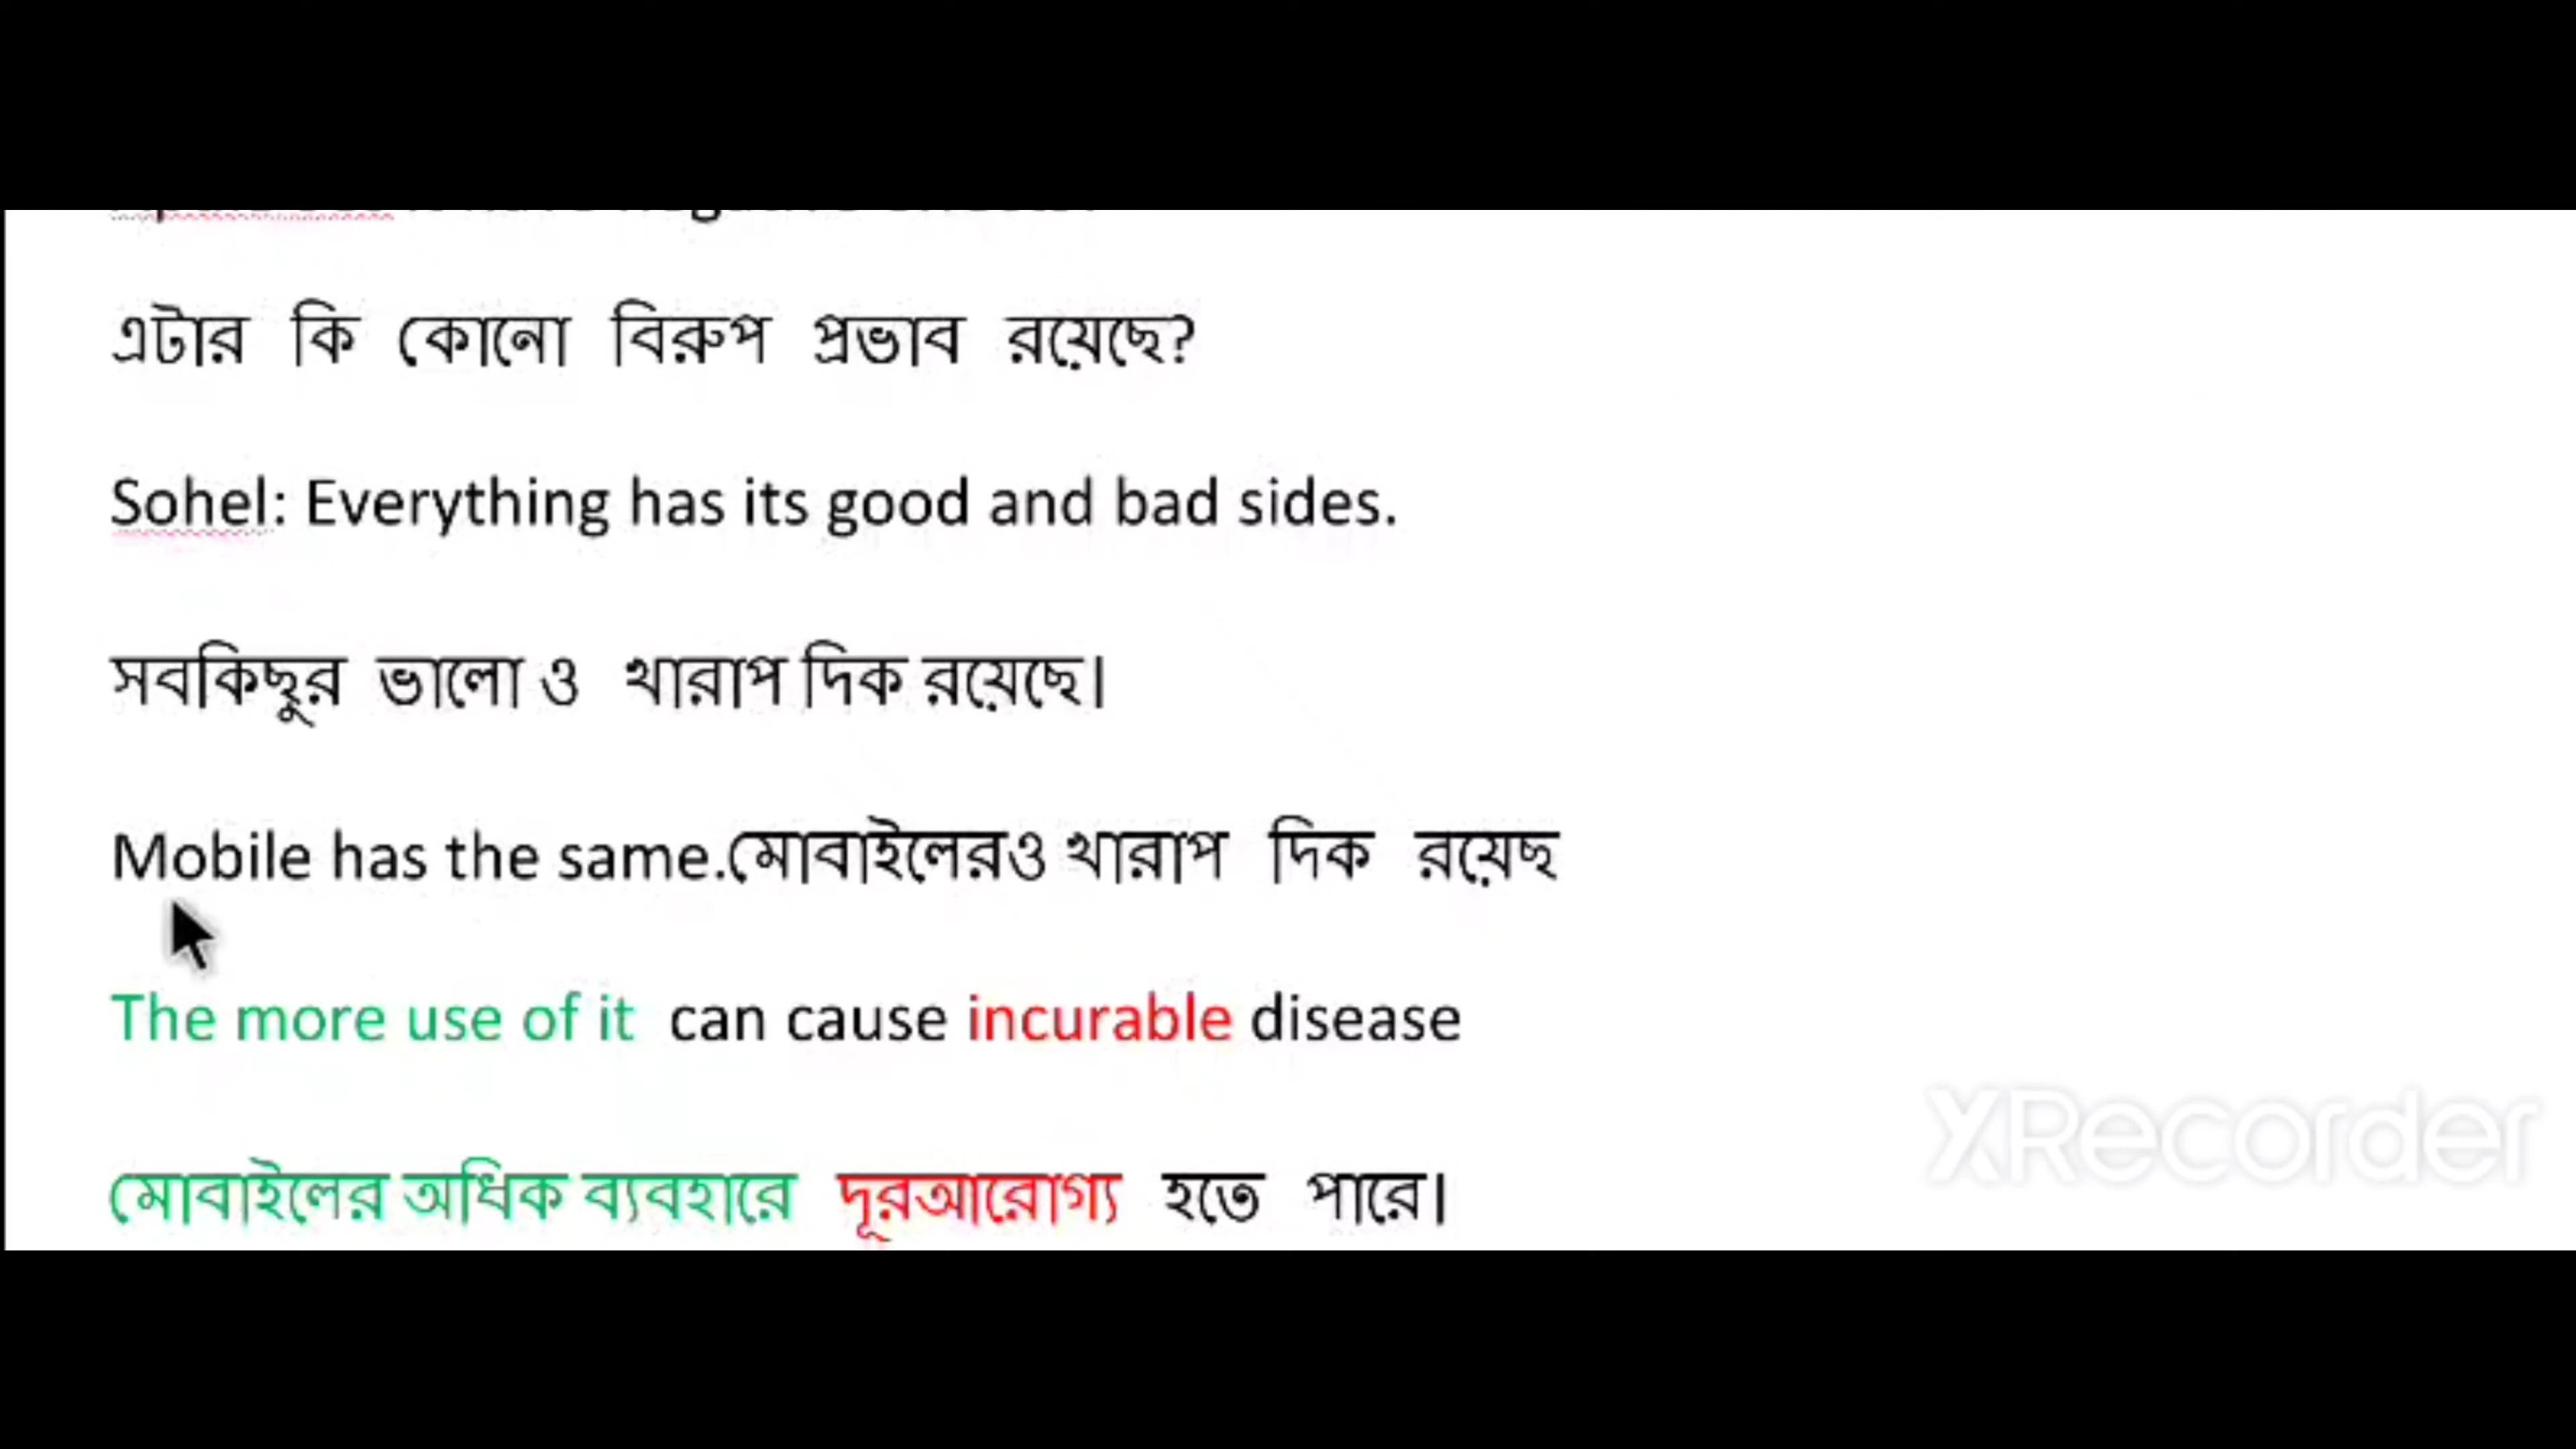 এটার কি কোনো বিরুপ প্রভাব রয়েছে?
Sohel: Everything has its good and bad sides.
সবকিছুর ভালো ও খারাপ দিক রয়েছে।
Mobile has the same.মোবাইলেরও খারাপ দিক রয়েছ
The more use of it can cause incurable disease
XRecorder
মোবাইলের অধিক ব্যবহারে দূরআরোগ্য হতে পারে।